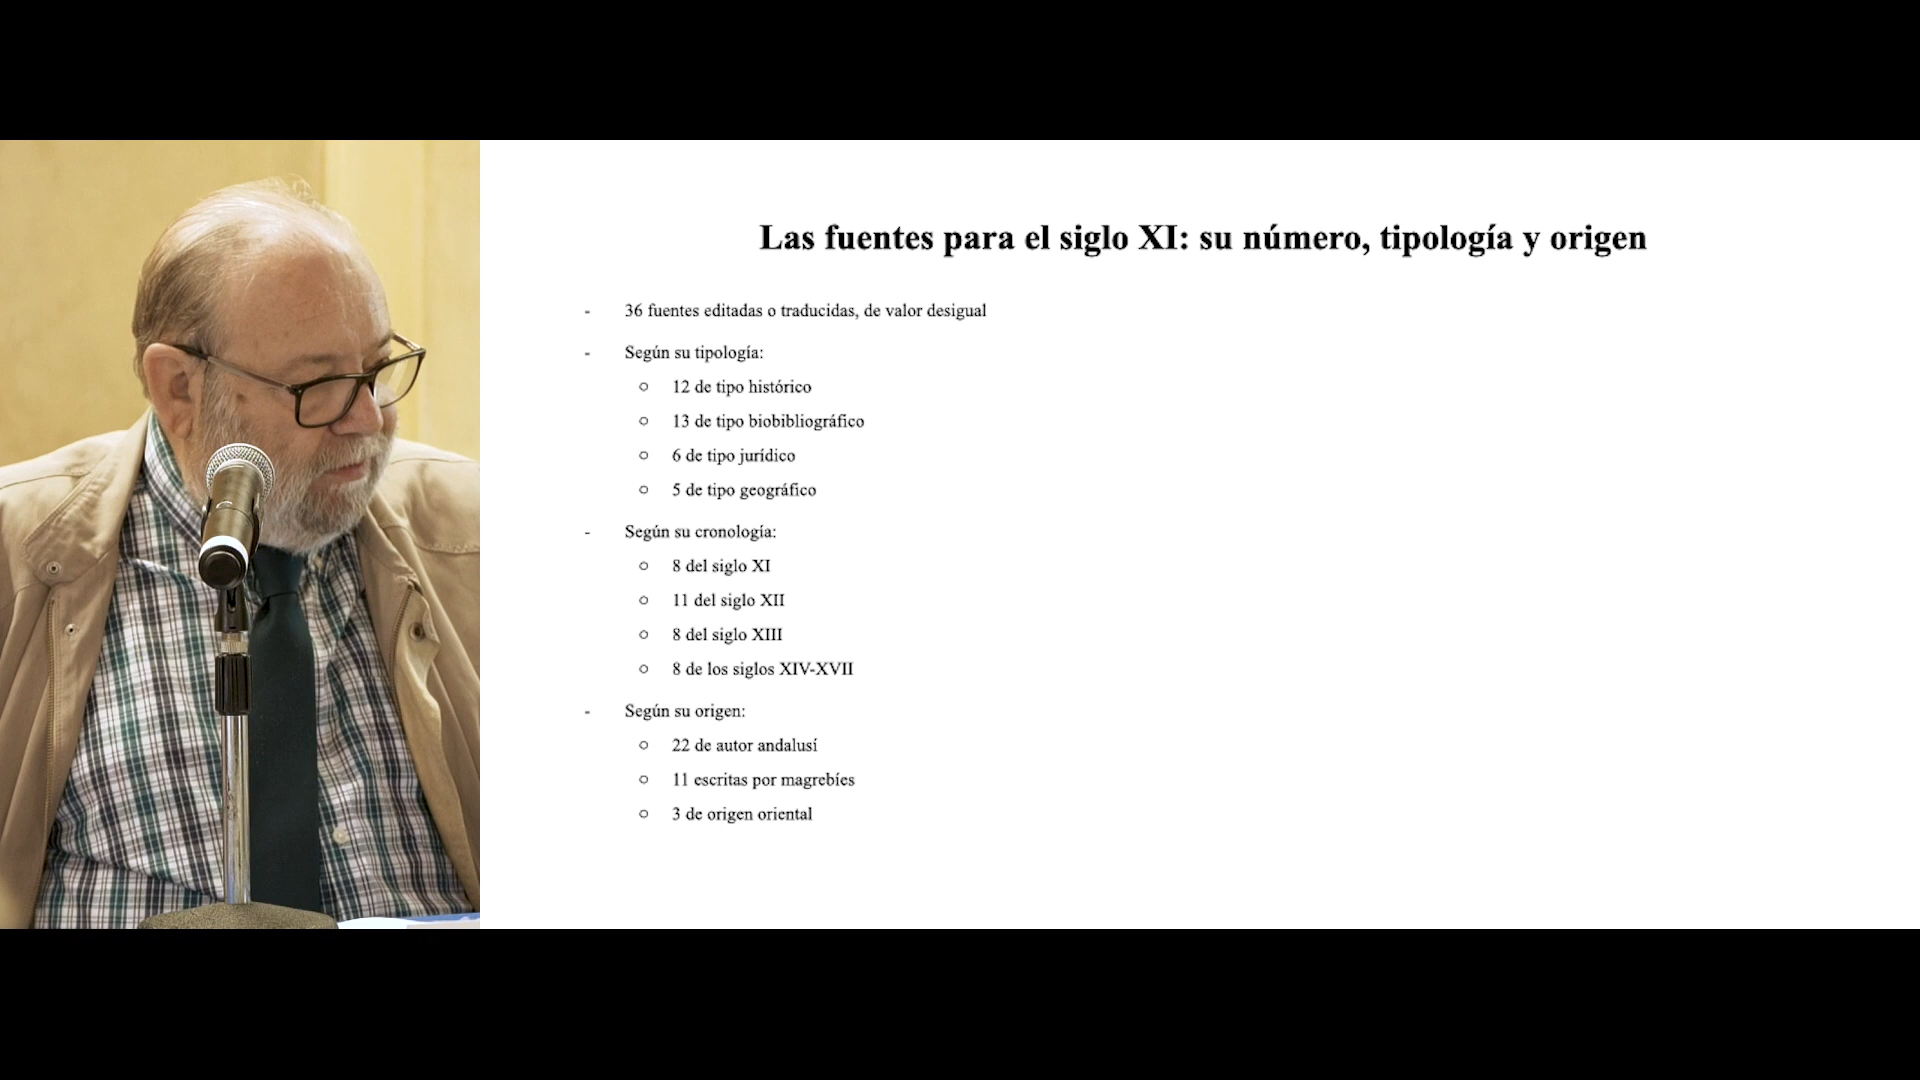 Las fuentes para el siglo XI: su número, tipología y origen
- 36 fuentes editadas o traducidas, de valor desigual
- Según su tipología:
○ 12 de tipo histórico
○ 13 de tipo biobibliográfico
○ 6 de tipo jurídico
○ 5 de tipo geográfico
- Según su cronología:
○ 8 del siglo XI
○ 11 del siglo XII
○ 8 del siglo XIII
○ 8 de los siglos XIV-XVII
- Según su origen:
○ 22 de autor andalusí
○ 11 escritas por magrebíes
○ 3 de origen oriental